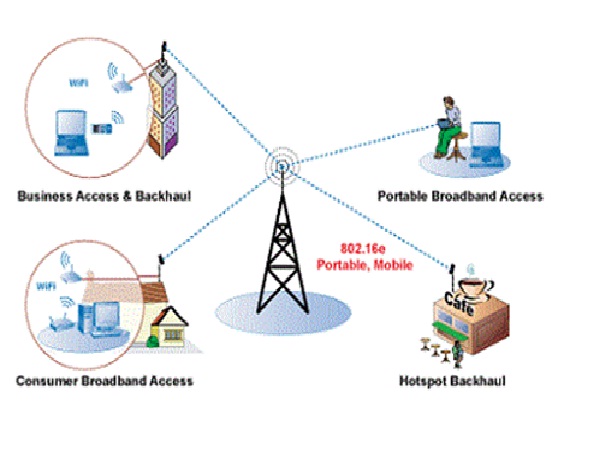 WiFi
Business Access & Backhaul
Portable Broadband Access
802.16e
Portable, Mobile
WiFi
Cafe
Consumer Broadband Access
Hotspot Backhaul